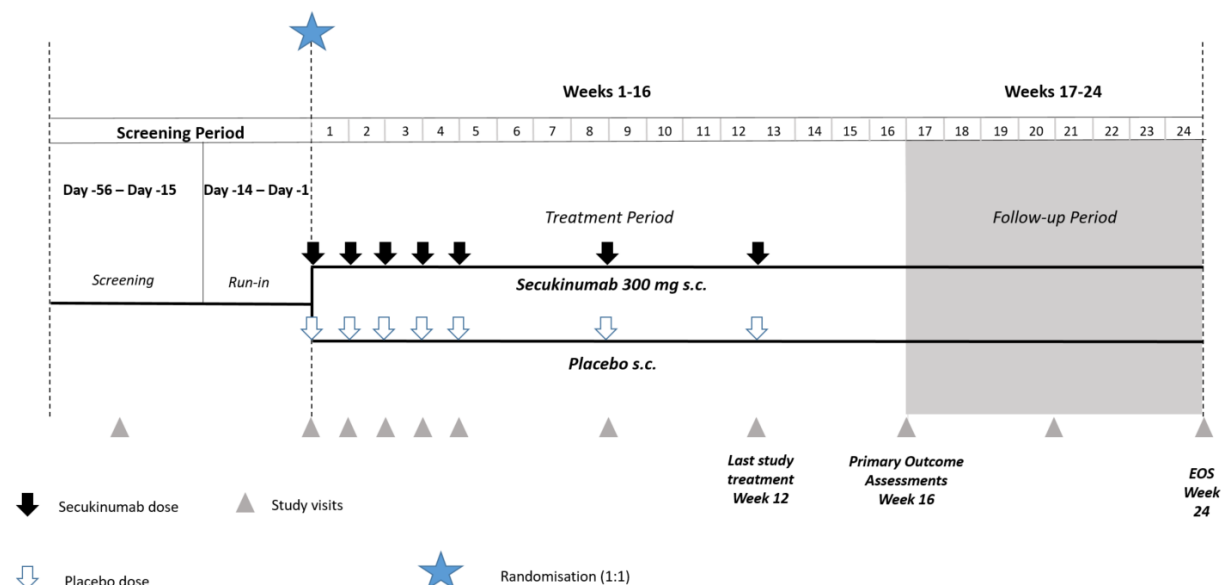 Weeks 1-16
Weeks 17-24
Screening Period
1 2 3 4 5 6 7 8 9 10 11 12 13 14 15 16 17 18 19 20 21 22 23 24
Day -56 – Day -15
Day -14 – Day -1
Treatment Period
Follow-up Period
Screening
Run-in
Secukinumab 300 mg s.c.
Placebo s.c.
Last study
treatment
Week 12
Primary Outcome
Assessments
Week 16
EOS
Week
24
Secukinumab dose
Study visits
Placebo dose
Randomisation (1:1)